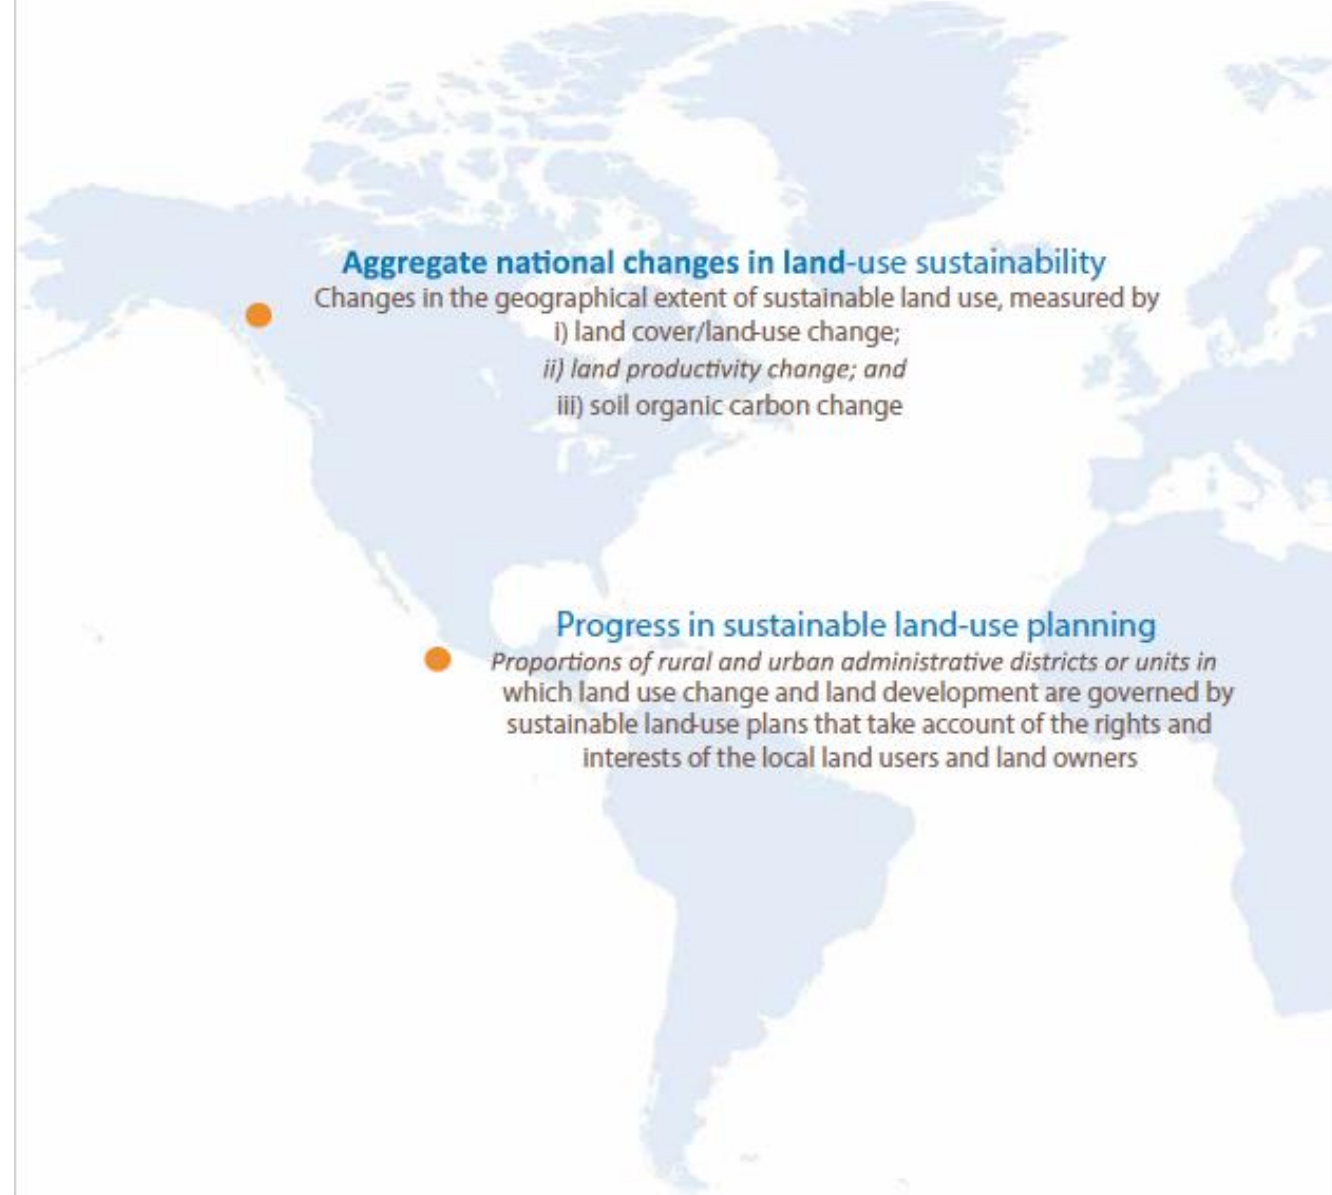 Aggregate national changes in land-use sustainability
Changes in the geographical extent of sustainable land use, measured by
i) land cover/land-use change;
ii) land productivity change; and
iii) soil organic carbon change
Progress in sustainable land-use planning
Proportions of rural and urban administrative districts or units in
which land use change and land development are governed by
sustainable land-use plans that take account of the rights and
interests of the local land users and land owners